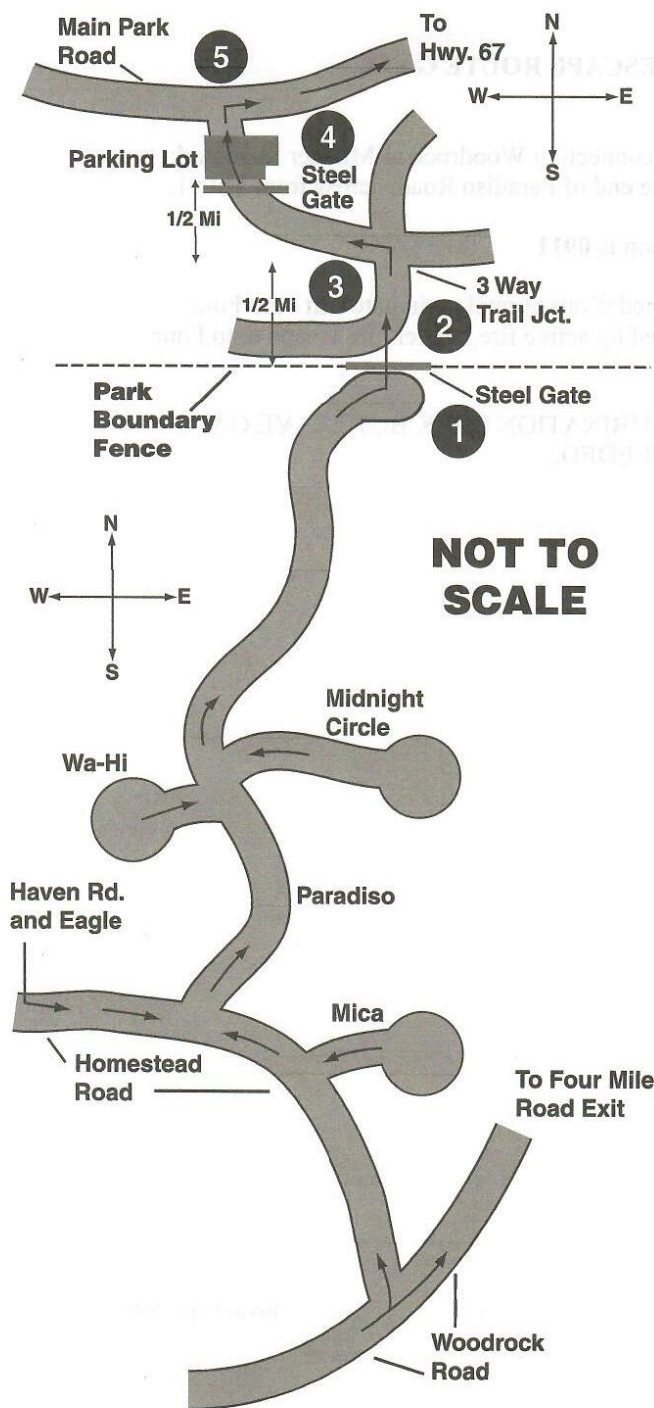 Main Park
Road
5
To
Hwy. 67
N
W
E
S
4
Parking Lot
Steel
Gate
1/2 Mi
3
3 Way
Trail Jct.
1/2 Mi
2
Park
Boundary
Fence
Steel Gate
1
N
W
E
S
NOT TO
SCALE
Midnight
Circle
Wa-Hi
Haven Rd.
and Eagle
Paradiso
Mica
Homestead
Road
To Four Mile
Road Exit
Woodrock
Road